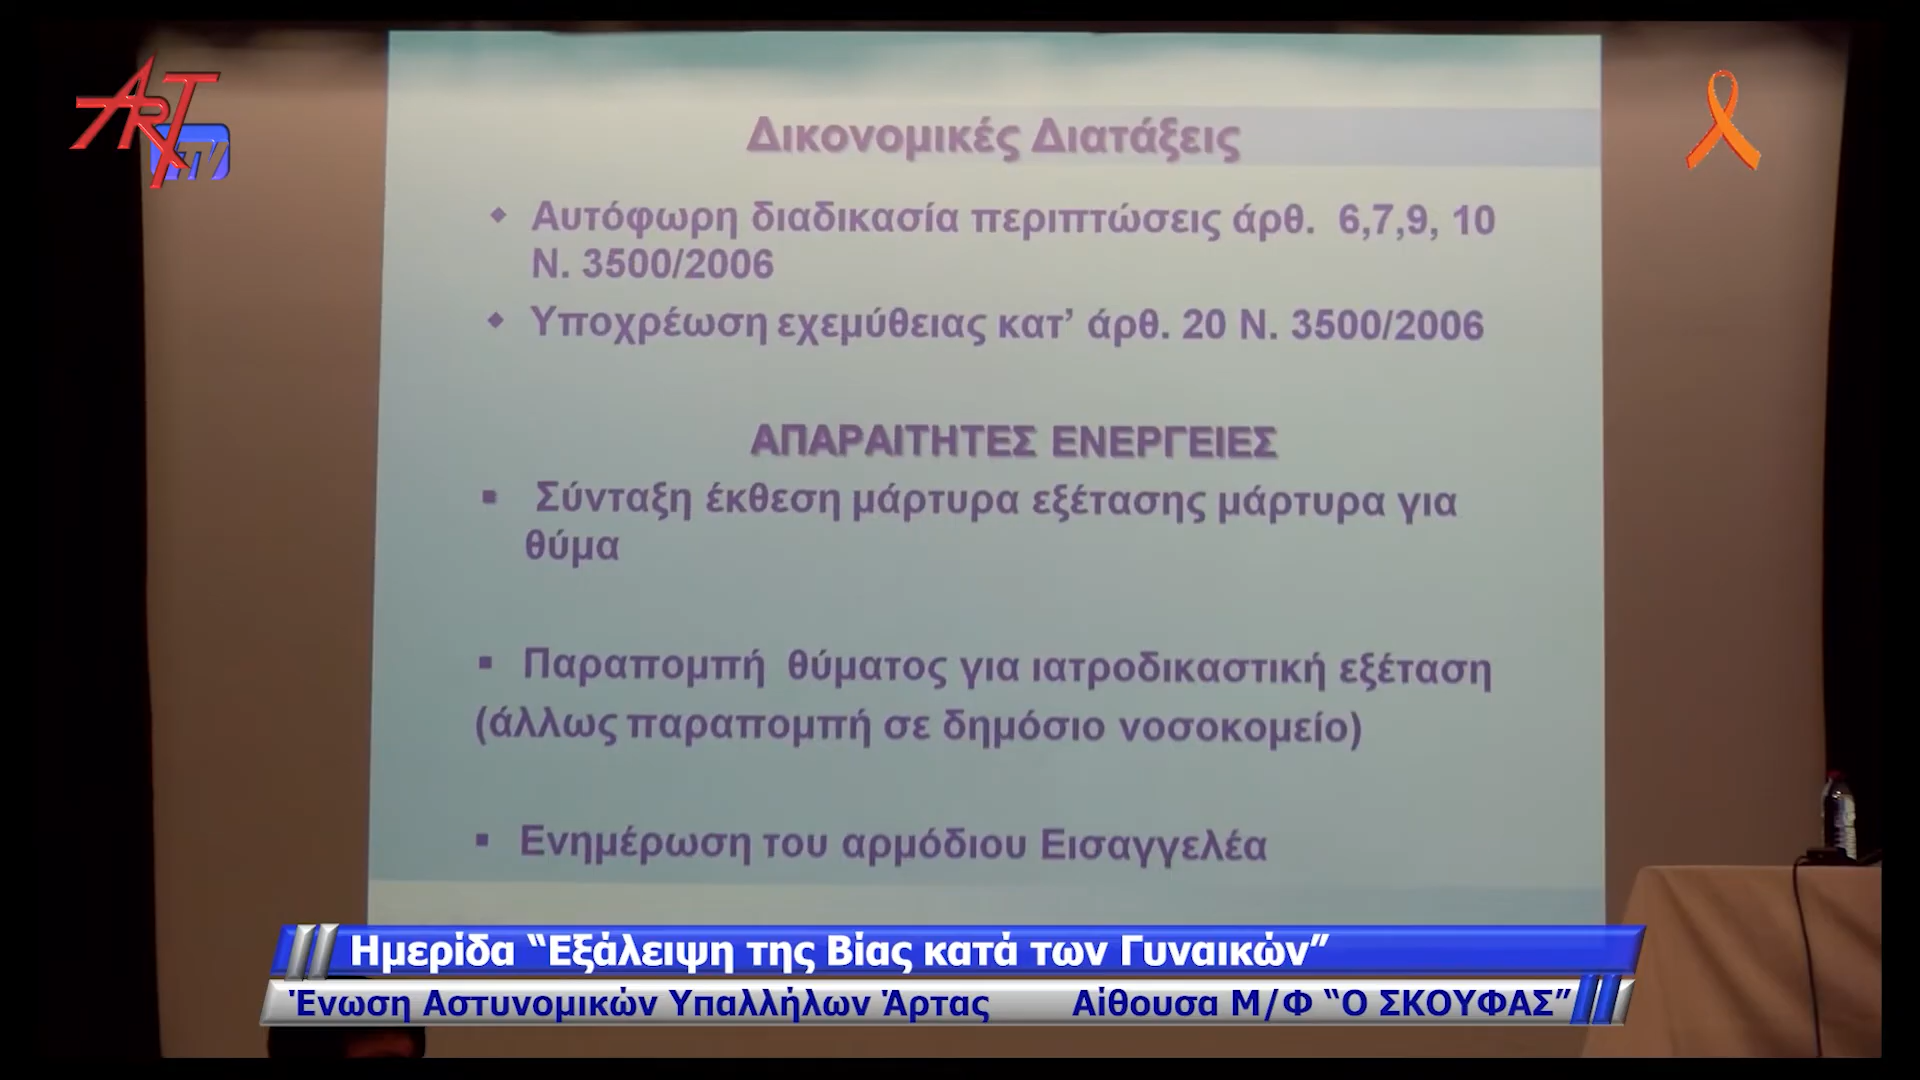 ART TV
Δικονομικές Διατάξεις
Αυτόφωρη διαδικασία περιπτώσεις άρθ. 6,7,9, 10
Ν. 3500/2006
Υποχρέωση εχεμύθειας κατ’ άρθ. 20 Ν. 3500/2006
ΑΠΑΡΑΙΤΗΤΕΣ ΕΝΕΡΓΕΙΕΣ
Σύνταξη έκθεση μάρτυρα εξέτασης μάρτυρα για
θύμα
Παραπομπή θύματος για ιατροδικαστική εξέταση
(άλλως παραπομπή σε δημόσιο νοσοκομείο)
Ενημέρωση του αρμόδιου Εισαγγελέα
Ημερίδα “Εξάλειψη της Βίας κατά των Γυναικών”
Ένωση Αστυνομικών Υπαλλήλων Άρτας Αίθουσα Μ/Φ “Ο ΣΚΟΥΦΑΣ”